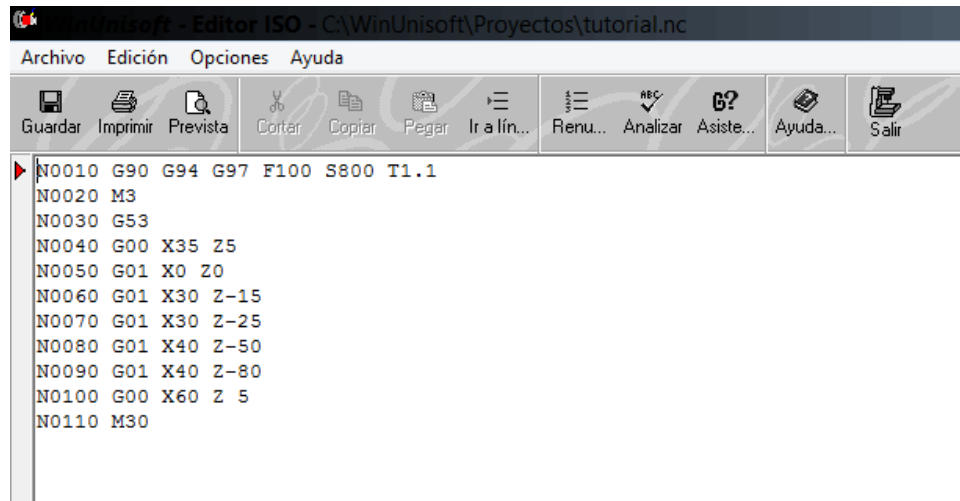 WinUnisoft - Editor ISO - C:\WinUnisoft\Proyectos\tutorial.nc
Archivo Edición Opciones Ayuda
Guardar Imprimir Prevista Cortar Copiar Pegar Ir a lín... Renu... Analizar Asiste... Ayuda... Salir
N0010 G90 G94 G97 F100 S800 T1.1
N0020 M3
N0030 G53
N0040 G00 X35 Z5
N0050 G01 X0 Z0
N0060 G01 X30 Z-15
N0070 G01 X30 Z-25
N0080 G01 X40 Z-50
N0090 G01 X40 Z-80
N0100 G00 X60 Z 5
N0110 M30